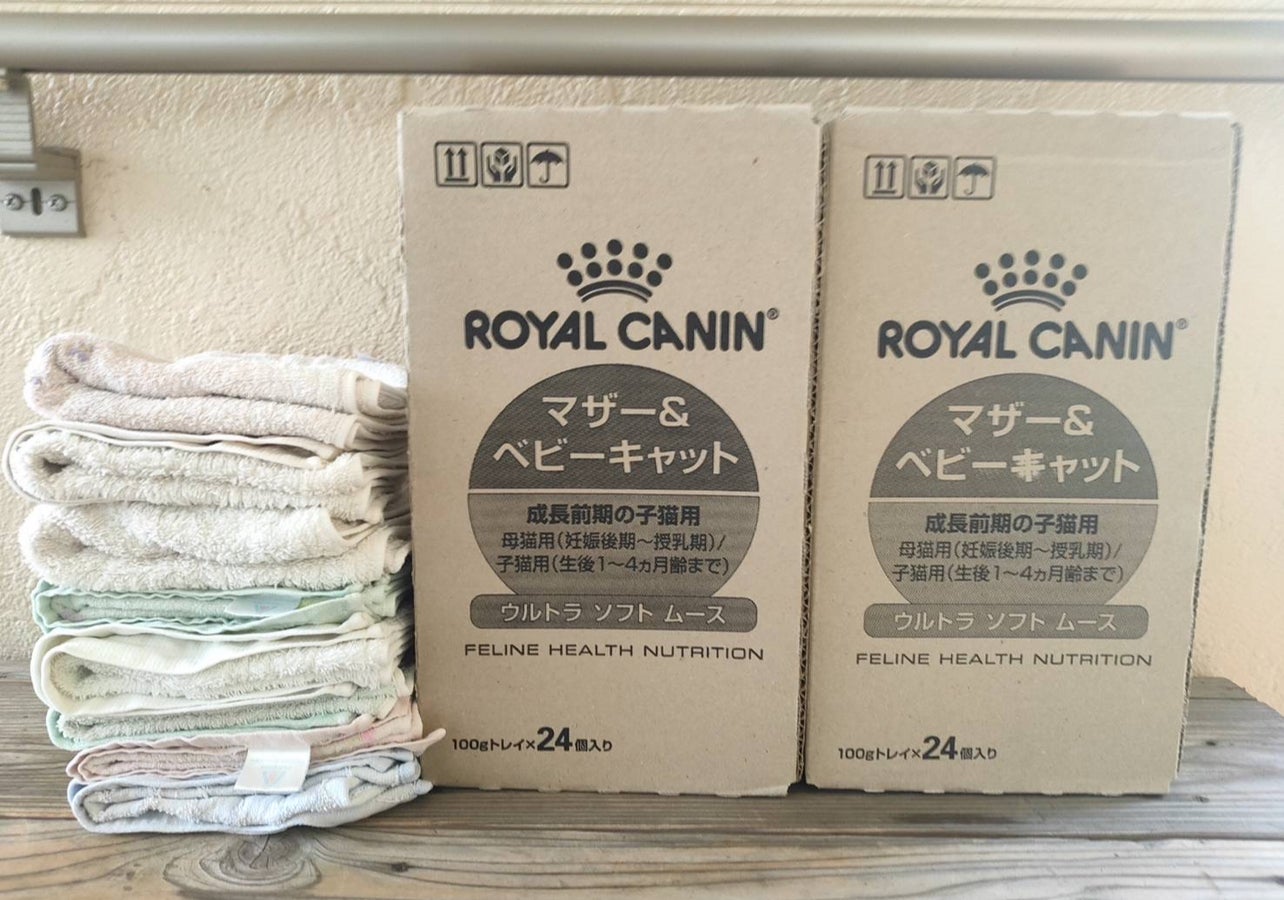 ROYAL CANIN®
マザー&
ベビーキャット
成長前期の子猫用
母猫用(妊娠後期~授乳期)/
子猫用(生後1~4ヵ月齢まで)
ウルトラ ソフト ムース
FELINE HEALTH NUTRITION
100gトレイ×24個入り
ROYAL CANIN®
マザー&
ベビーキャット
成長前期の子猫用
母猫用(妊娠後期~授乳期)/
子猫用(生後1~4ヵ月齢まで)
ウルトラ ソフト ムース
FELINE HEALTH NUTRITION
100gトレイ×24個入り